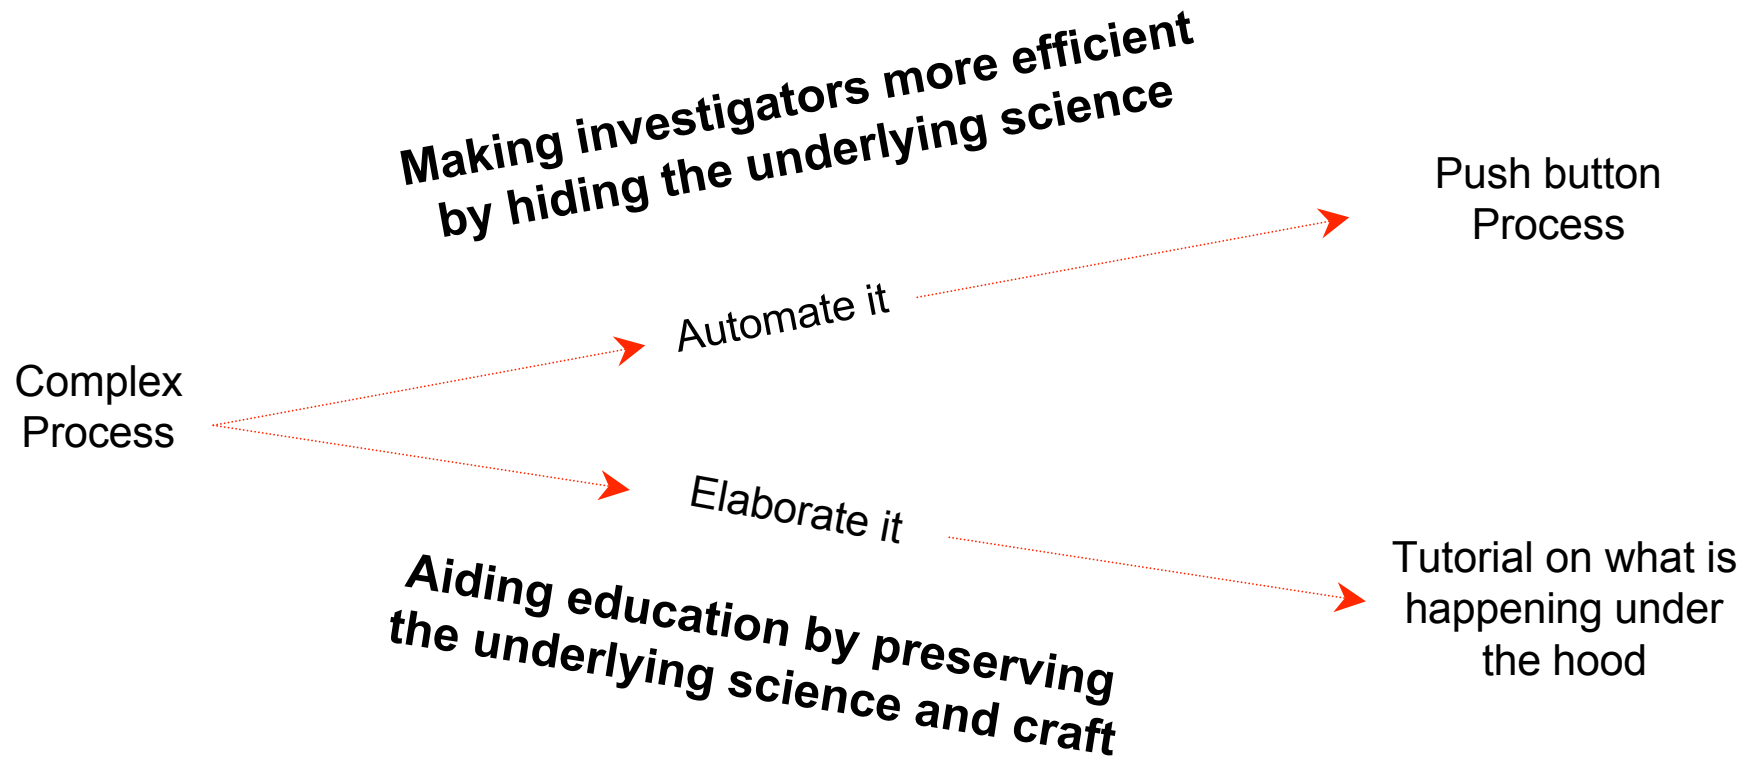 Making investigators more efficient
by hiding the underlying science
Push button
Process
Automate it
Complex
Process
Elaborate it
Aiding education by preserving
the underlying science and craft
Tutorial on what is
happening under
the hood